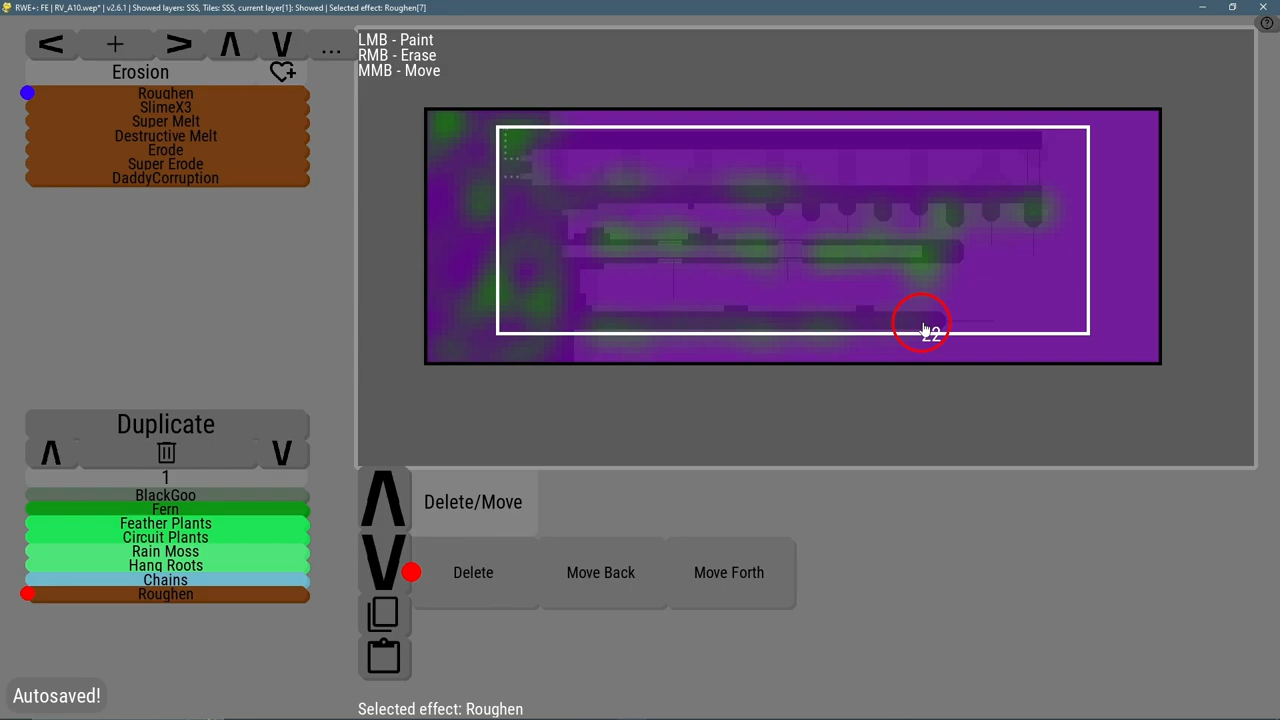 RWE+: FE | RV_A10.wep* | v2.6.1 | Showed layers: SSS, Tiles: SSS, current layer[1]: Showed | Selected effect: Roughen[7]
< + > Λ V ...
Erosion
Roughen
SlimeX3
Super Melt
Destructive Melt
Erode
Super Erode
DaddyCorruption
LMB - Paint
RMB - Erase
MMB - Move
22
Duplicate
Λ V
1
BlackGoo
Fern
Feather Plants
Circuit Plants
Rain Moss
Hang Roots
Chains
Roughen
Λ
Delete/Move
V
Delete
Move Back
Move Forth
Autosaved!
Selected effect: Roughen